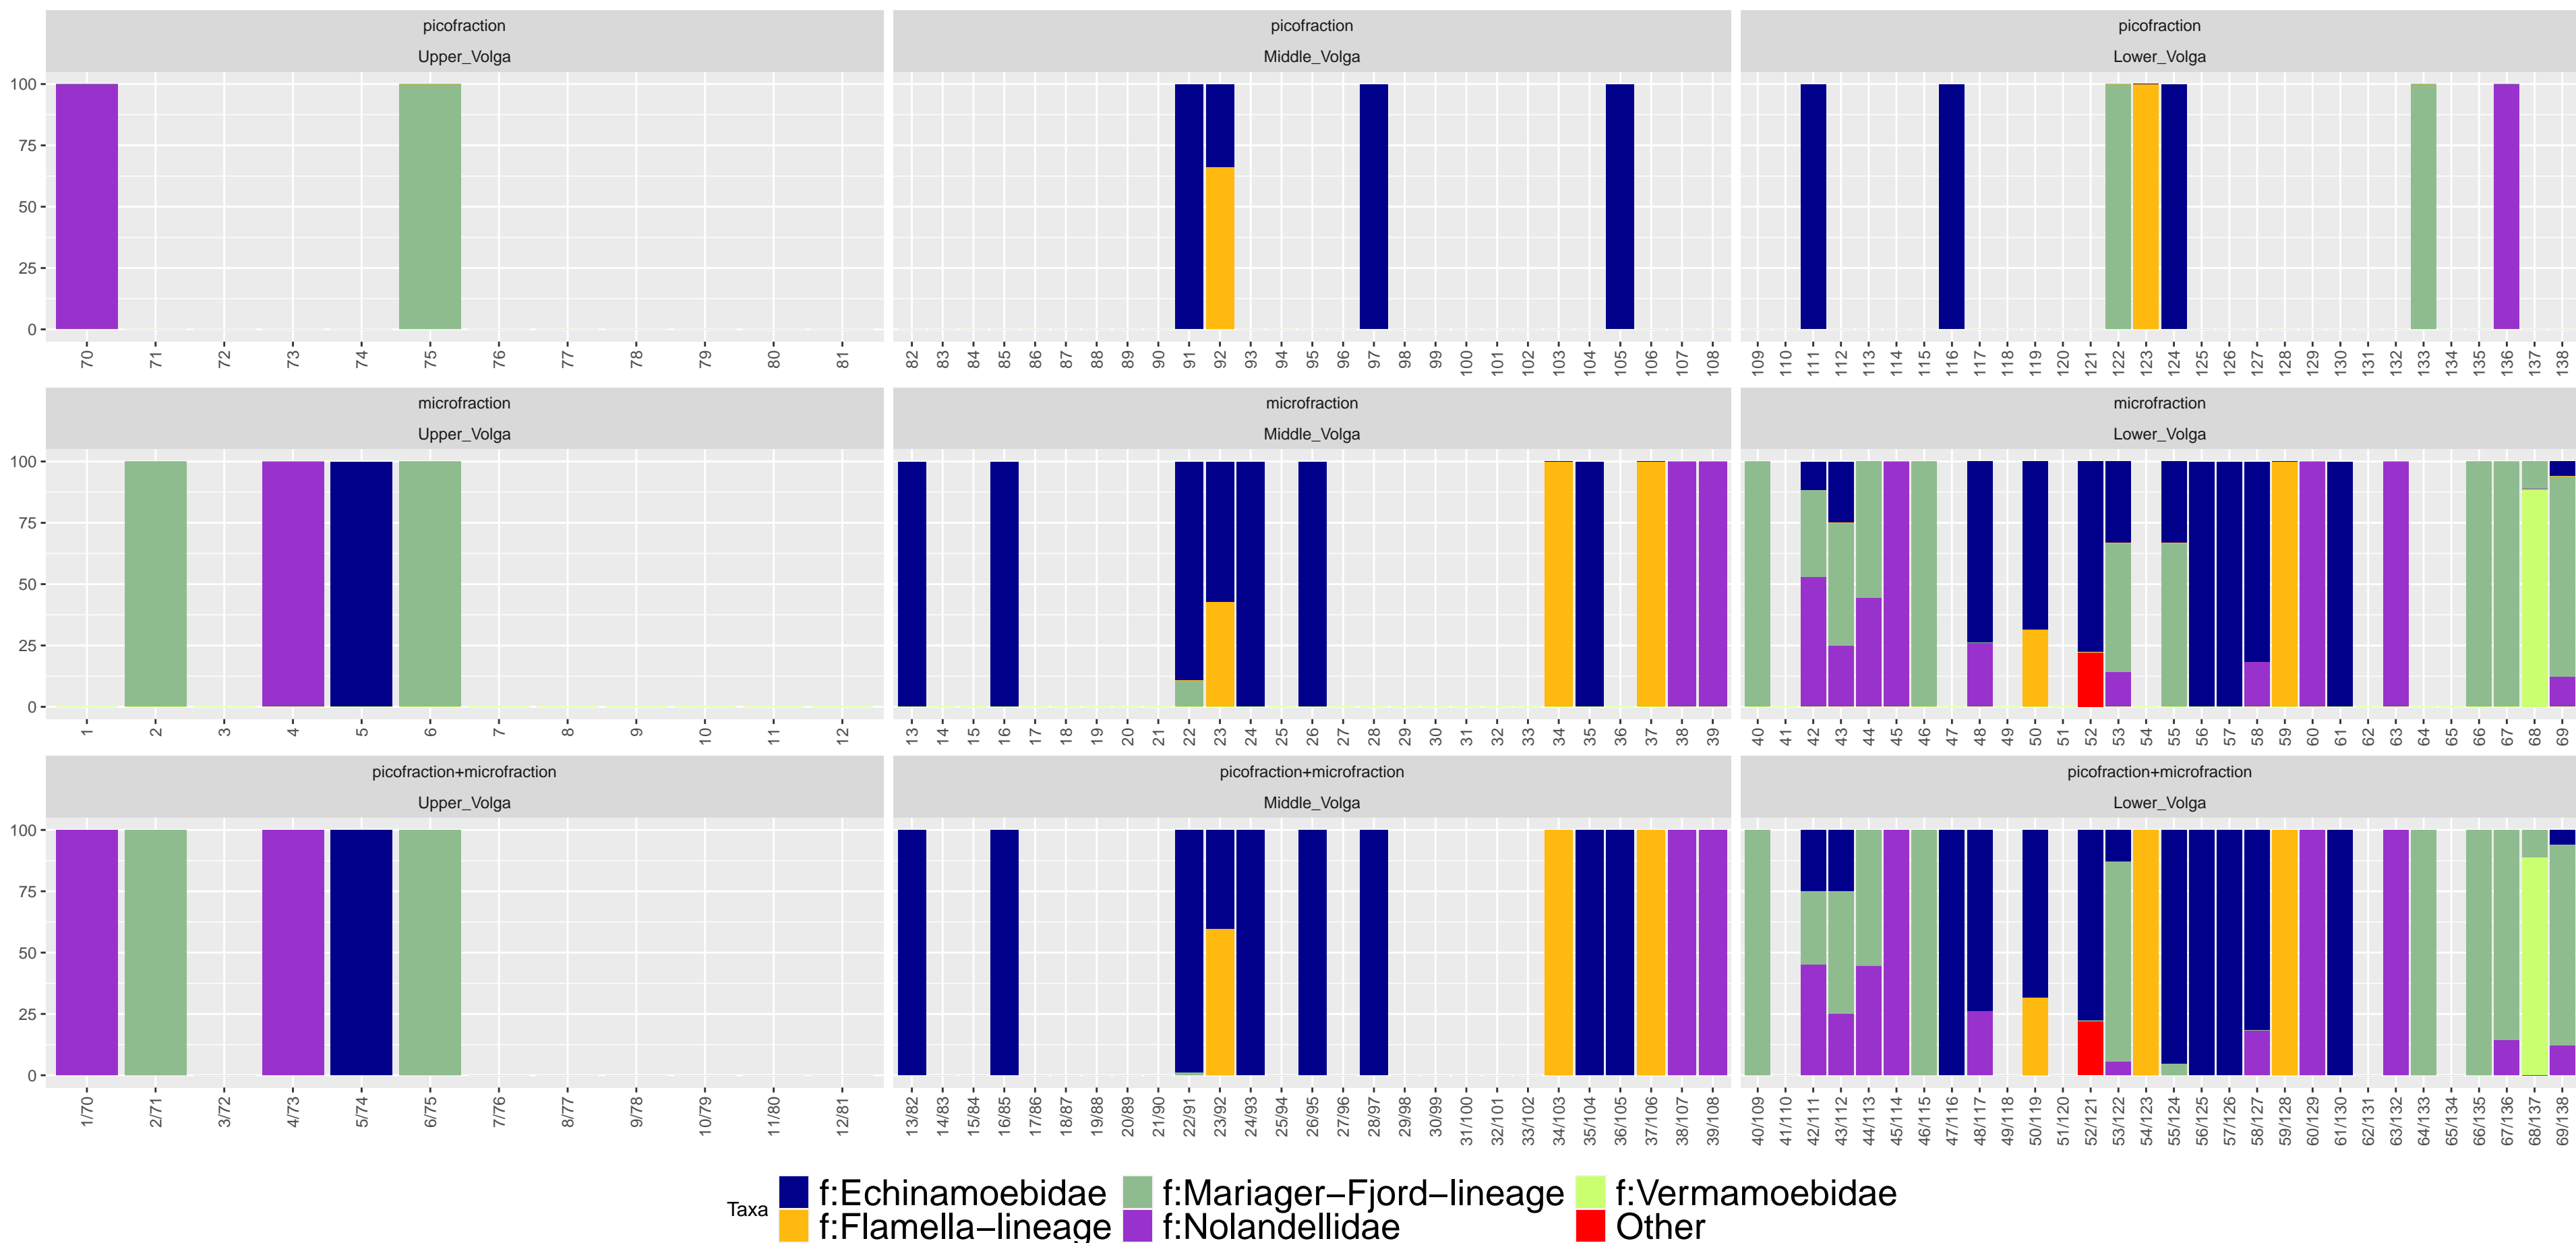 picofraction picofraction picofraction
Upper_Volga Middle_Volga Lower_Volga
100
75
50
25
0
70 71 72 73 74 75 76 77 78 79 80 81 82 83 84 85 86 87 88 89 90 91 92 93 94 95 96 97 98 99 100 101 102 103 104 105 106 107 108 109 110 111 112 113 114 115 116 117 118 119 120 121 122 123 124 125 126 127 128 129 130 131 132 133 134 135 136 137 138
microfraction microfraction microfraction
Upper_Volga Middle_Volga Lower_Volga
100
75
50
25
0
1 2 3 4 5 6 7 8 9 10 11 12 13 14 15 16 17 18 19 20 21 22 23 24 25 26 27 28 29 30 31 32 33 34 35 36 37 38 39 40 41 42 43 44 45 46 47 48 49 50 51 52 53 54 55 56 57 58 59 60 61 62 63 64 65 66 67 68 69
picofraction+microfraction picofraction+microfraction picofraction+microfraction
Upper_Volga Middle_Volga Lower_Volga
100
75
50
25
0
1/70 2/71 3/72 4/73 5/74 6/75 7/76 8/77 9/78 10/79 11/80 12/81 13/82 14/83 15/84 16/85 17/86 18/87 19/88 20/89 21/90 22/91 23/92 24/93 25/94 26/95 27/96 28/97 29/98 30/99 31/100 32/101 33/102 34/103 35/104 36/105 37/106 38/107 39/108 40/109 41/110 42/111 43/112 44/113 45/114 46/115 47/116 48/117 49/118 50/119 51/120 52/121 53/122 54/123 55/124 56/125 57/126 58/127 59/128 60/129 61/130 62/131 63/132 64/133 65/134 66/135 67/136 68/137 69/138
Taxa
f:Echinamoebidae f:Mariager−Fjord−lineage f:Vermamoebidae
f:Flamella−lineage f:Nolandellidae Other